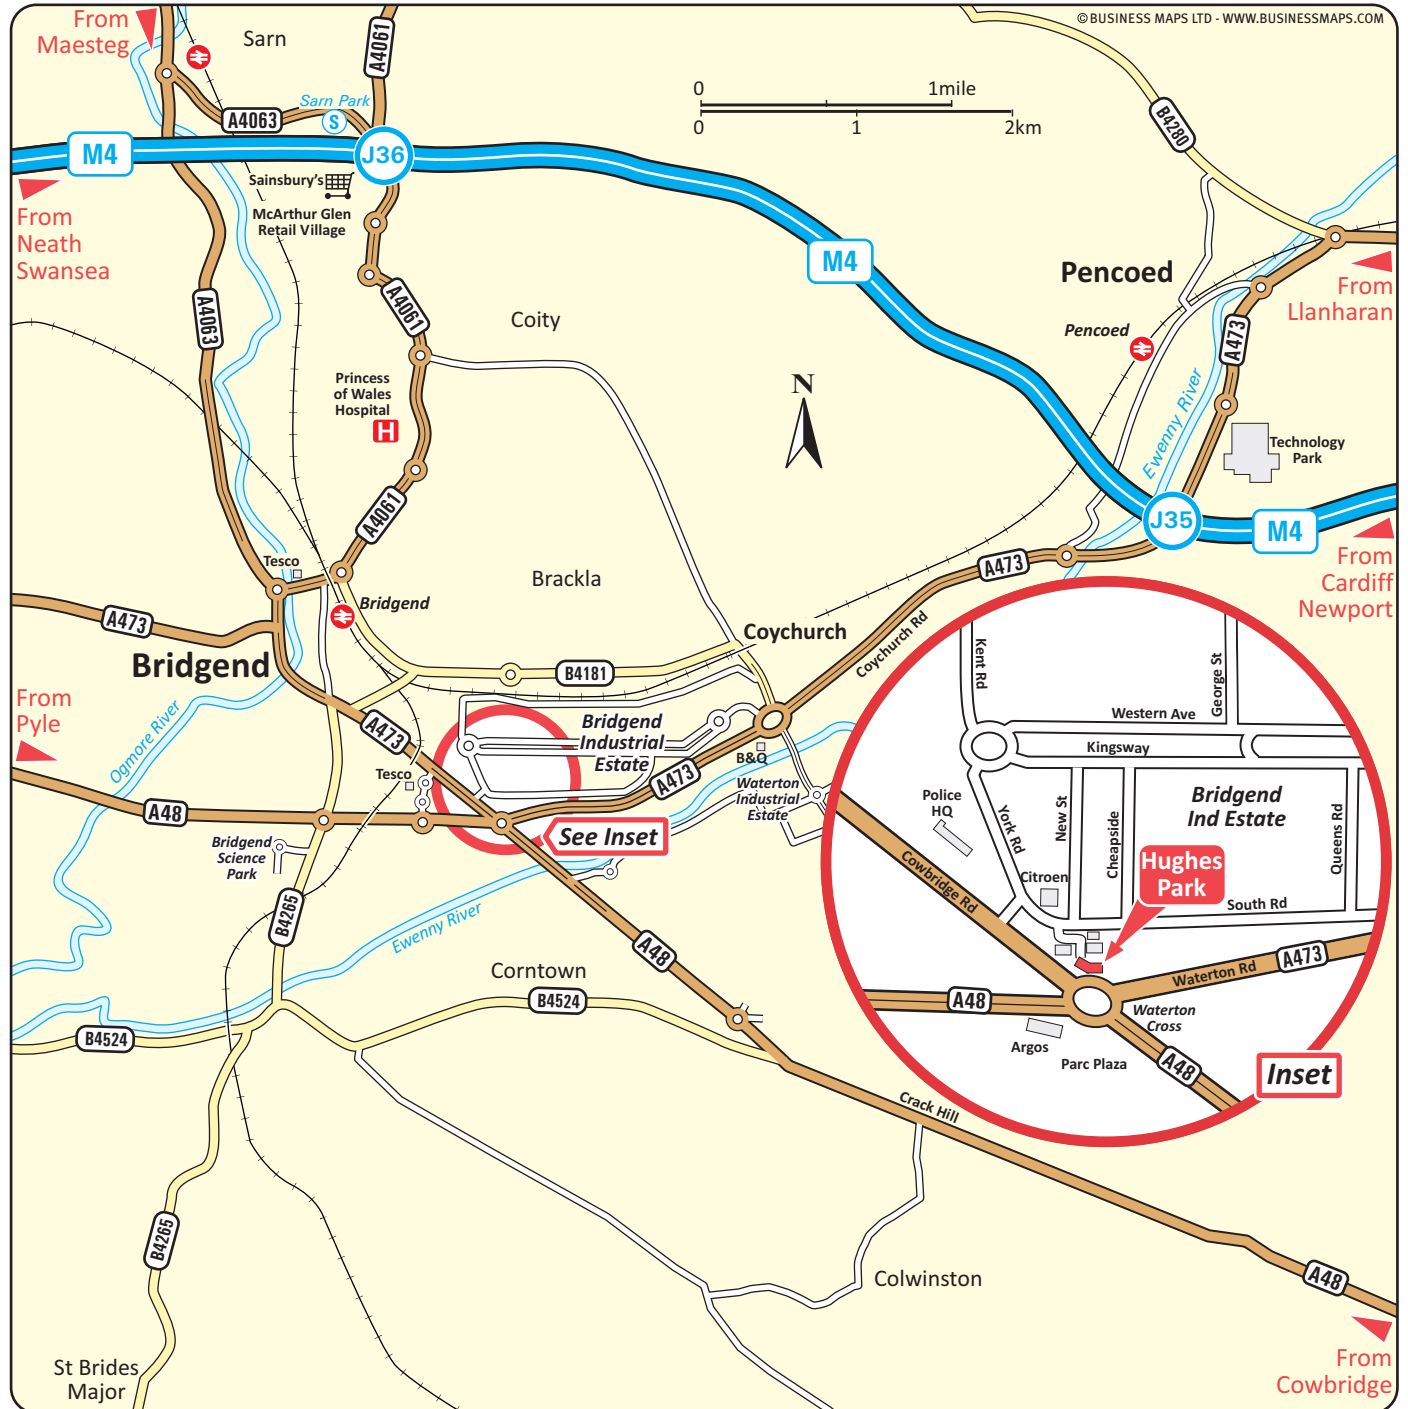 From
Maesteg
Sarn
A4061
©BUSINESS MAPS LTD - WWW.BUSINESSMAPS.COM
0
1mile
0
1
2km
Sarn Park
S
A4063
B4280
M4
J36
Sainsbury's
McArthur Glen
Retail Village
From
Neath
Swansea
M4
Pencoed
From
Llanharan
A4063
A4061
Coity
Pencoed
A473
Princess
of Wales
Hospital
H
N
Ewenny River
Technology
Park
A4061
J35
M4
From
Cardiff
Newport
Tesco
Brackla
A473
Bridgend
A473
Coychurch
Coychurch Rd
Bridgend
B4181
From
Pyle
Ogmore River
A473
Bridgend
Industrial
Estate
B&Q
A473
Tesco
Waterton
Industrial
Estate
A48
See Inset
Bridgend
Science
Park
B4265
Ewenny River
A48
Corntown
B4524
B4524
Kent Rd
George St
Western Ave
Kingsway
Police
HQ
York Rd
New St
Cheapside
Bridgend
Ind Estate
Queens Rd
Cowbridge Rd
Citroen
Hughes
Park
South Rd
Waterton Rd
A473
A48
Waterton
Cross
Argos
Parc Plaza
A48
Inset
Crack Hill
B4265
Colwinston
A48
St Brides
Major
From
Cowbridge